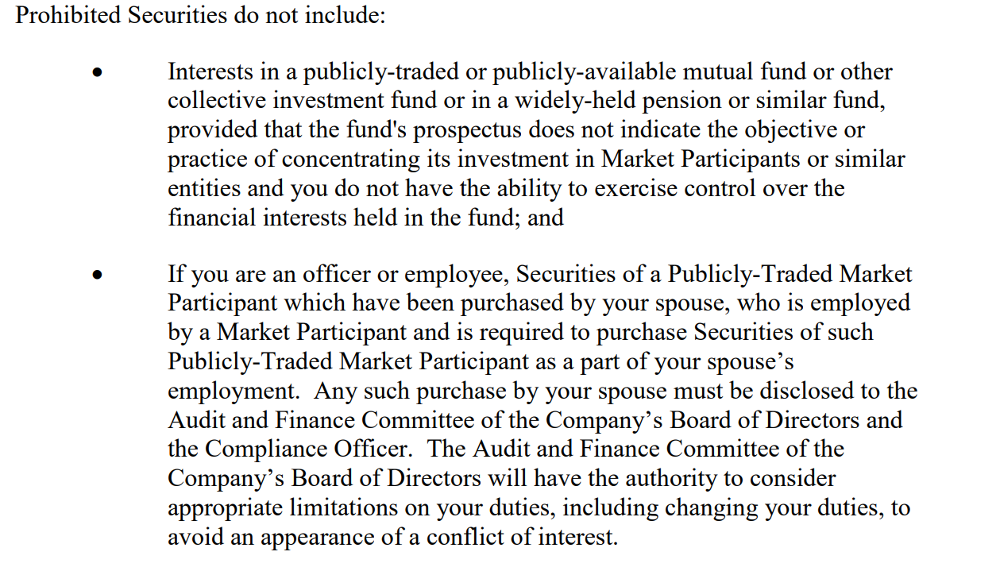 Prohibited Securities do not include:
● Interests in a publicly-traded or publicly-available mutual fund or other
collective investment fund or in a widely-held pension or similar fund,
provided that the fund's prospectus does not indicate the objective or
practice of concentrating its investment in Market Participants or similar
entities and you do not have the ability to exercise control over the
financial interests held in the fund; and
● If you are an officer or employee, Securities of a Publicly-Traded Market
Participant which have been purchased by your spouse, who is employed
by a Market Participant and is required to purchase Securities of such
Publicly-Traded Market Participant as a part of your spouse’s
employment.  Any such purchase by your spouse must be disclosed to the
Audit and Finance Committee of the Company’s Board of Directors and
the Compliance Officer.  The Audit and Finance Committee of the
Company’s Board of Directors will have the authority to consider
appropriate limitations on your duties, including changing your duties, to
avoid an appearance of a conflict of interest.